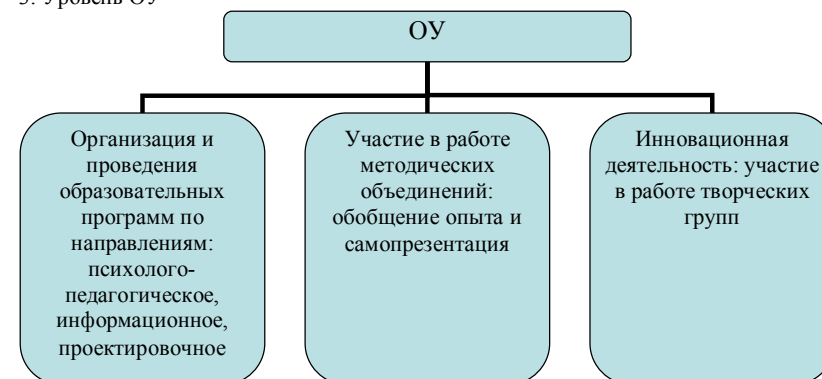 3. Уровень ОУ
ОУ
Организация и
проведения
образовательных
программ по
направлениям:
психолого-
педагогическое,
информационное,
проектировочное
Участие в работе
методических
объединений:
обобщение опыта и
самопрезентация
Инновационная
деятельность: участие
в работе творческих
групп